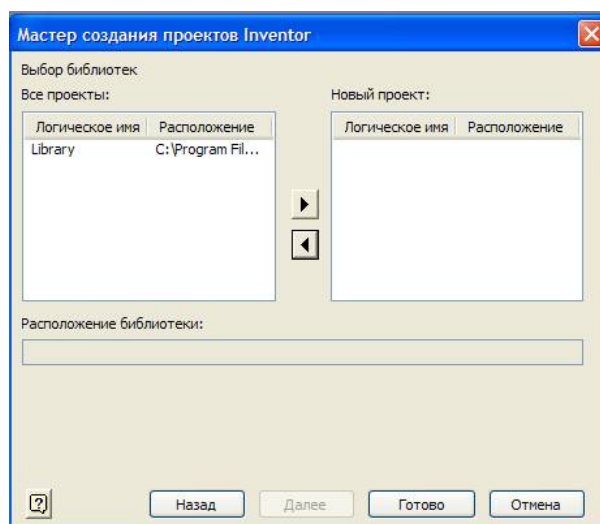 Мастер создания проектов Inventor
Выбор библиотек
Все проекты: Новый проект:
Логическое имя Расположение Логическое имя Расположение
Library C:\Program Fil...
Расположение библиотеки:
Назад Далее Готово Отмена